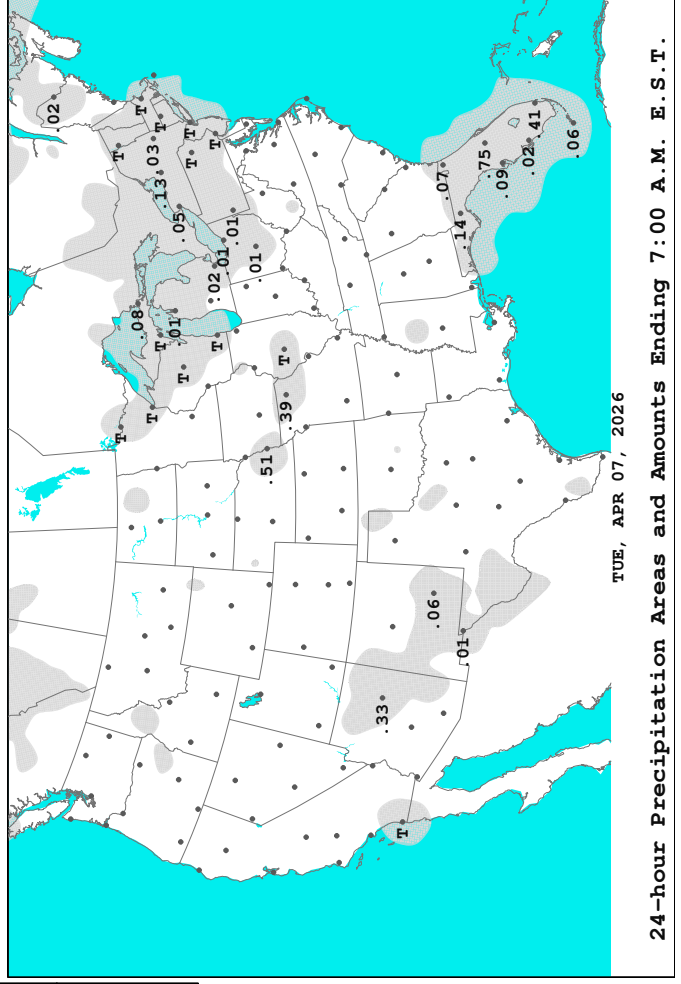 .02
T
T
.08
T
T
.03
T
.13
T
.01
.05
T
T
T
T
.02
T
.01
.01
.01
.51
.39
T
.33
T
.06
.07
.01
.14
.75
.09
.02
.41
.06
TUE, APR 07, 2026
24-hour Precipitation Areas and Amounts Ending 7:00 A.M. E.S.T.